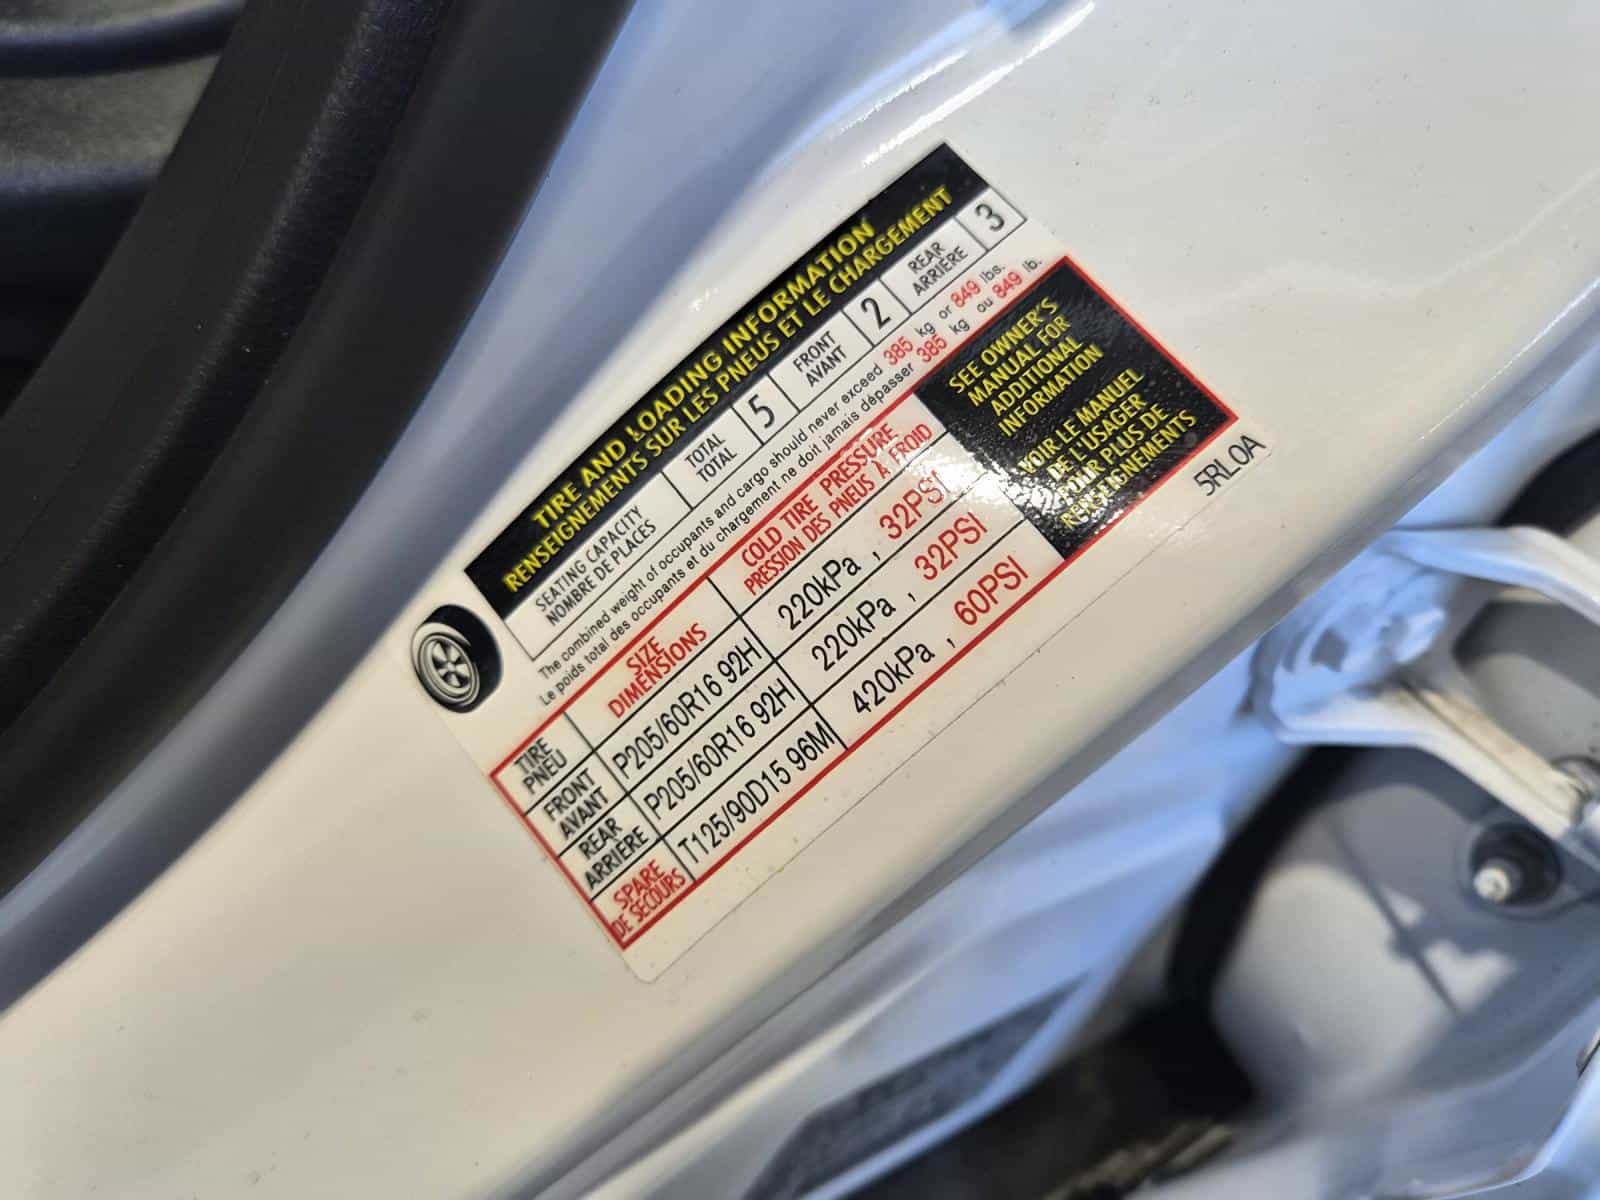 TIRE AND LOADING INFORMATION
RENSEIGNEMENTS SUR LES PNEUS ET LE CHARGEMENT
SEATING CAPACITY
NOMBRE DE PLACES
TOTAL
TOTAL
5
FRONT
AVANT
2
REAR
ARRIÈRE
3
The combined weight of occupants and cargo should never exceed 385 kg or 849 lbs.
Le poids total des occupants et du chargement ne doit jamais dépasser 385 kg ou 849 lb.
TIRE
PNEU
SIZE
DIMENSIONS
COLD TIRE PRESSURE
PRESSION DES PNEUS À FROID
FRONT
AVANT
P205/60R16 92H
220kPa , 32PSI
REAR
ARRIÈRE
P205/60R16 92H
220kPa , 32PSI
SPARE
DE SECOURS
T125/90D15 96M
420kPa , 60PSI
SEE OWNER'S
MANUAL FOR
ADDITIONAL
INFORMATION
VOIR LE MANUEL
DE L'USAGER
POUR PLUS DE
RENSEIGNEMENTS
5RL0A